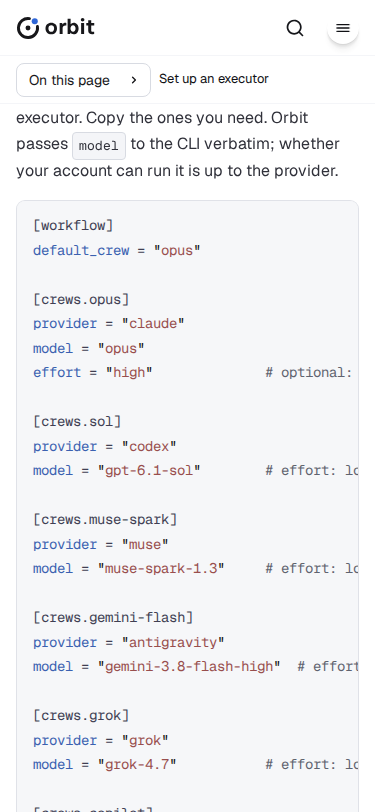 orbit
On this page
Set up an executor
executor. Copy the ones you need. Orbit
passes model to the CLI verbatim; whether
your account can run it is up to the provider.
[workflow]
default_crew = "opus"
[crews.opus]
provider = "claude"
model = "opus"
effort = "high" # optional:
[crews.sol]
provider = "codex"
model = "gpt-6.1-sol" # effort: lo
[crews.muse-spark]
provider = "muse"
model = "muse-spark-1.3" # effort: lo
[crews.gemini-flash]
provider = "antigravity"
model = "gemini-3.8-flash-high" # effort
[crews.grok]
provider = "grok"
model = "grok-4.7" # effort: lo